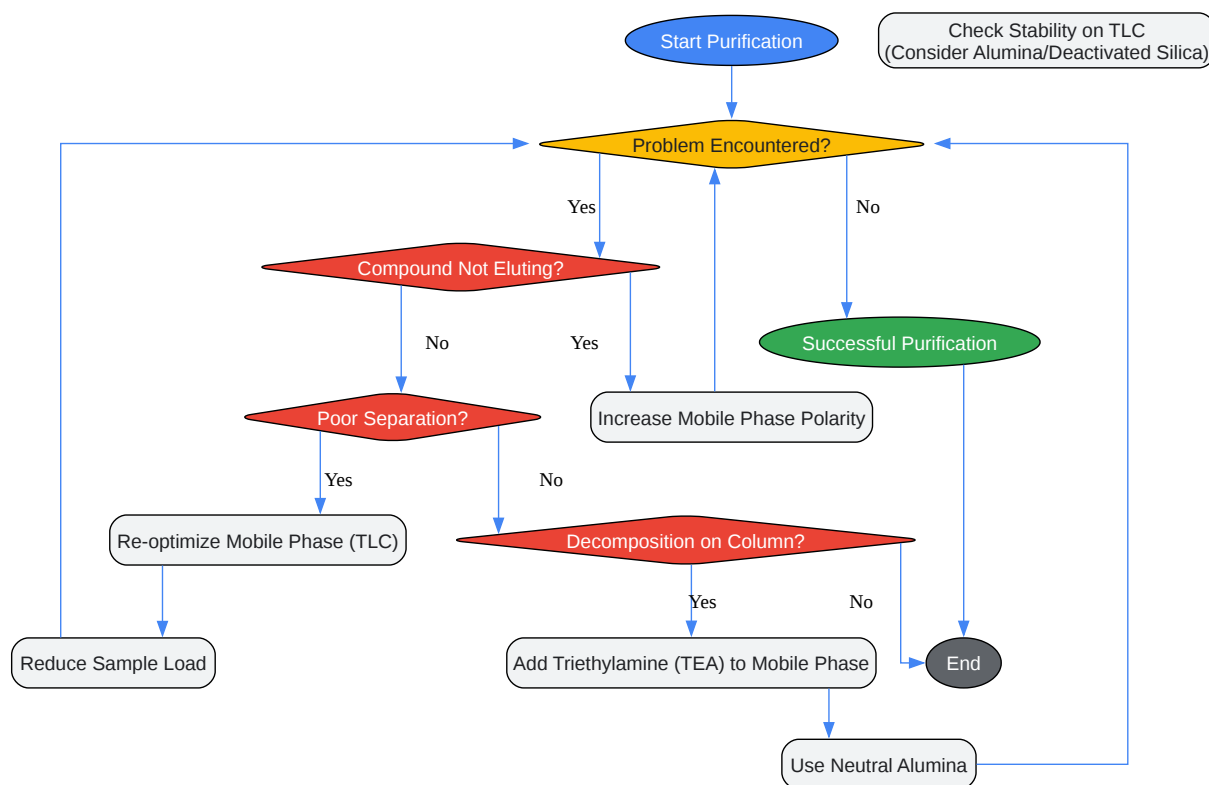 Start Purification
Check Stability on TLC
(Consider Alumina/Deactivated Silica)
Problem Encountered?
Yes
No
Compound Not Eluting?
No
Yes
Successful Purification
Poor Separation?
Increase Mobile Phase Polarity
Yes
No
Re-optimize Mobile Phase (TLC)
Decomposition on Column?
Yes
No
Reduce Sample Load
Add Triethylamine (TEA) to Mobile Phase
End
Use Neutral Alumina